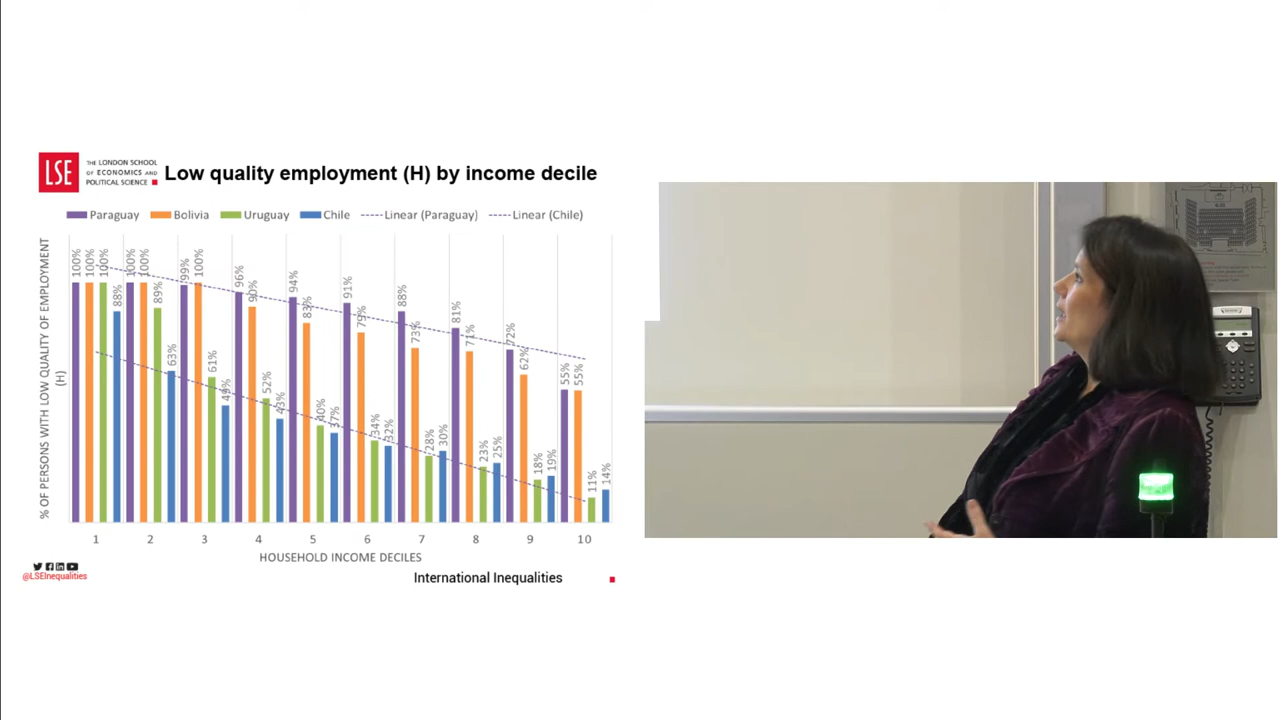 LSE
THE LONDON SCHOOL
OF ECONOMICS AND
POLITICAL SCIENCE
Low quality employment (H) by income decile
Paraguay Bolivia Uruguay Chile Linear (Paraguay) Linear (Chile)
% OF PERSONS WITH LOW QUALITY OF EMPLOYMENT
(H)
100% 100% 100% 88%
100% 100% 89% 63%
99% 100% 61% 49%
96% 90% 52% 43%
94% 83% 40% 37%
91% 79% 34% 32%
88% 73% 28% 30%
81% 71% 23% 25%
72% 62% 18% 19%
55% 55% 11% 14%
1 2 3 4 5 6 7 8 9 10
HOUSEHOLD INCOME DECILES
@LSEInequalities
International Inequalities